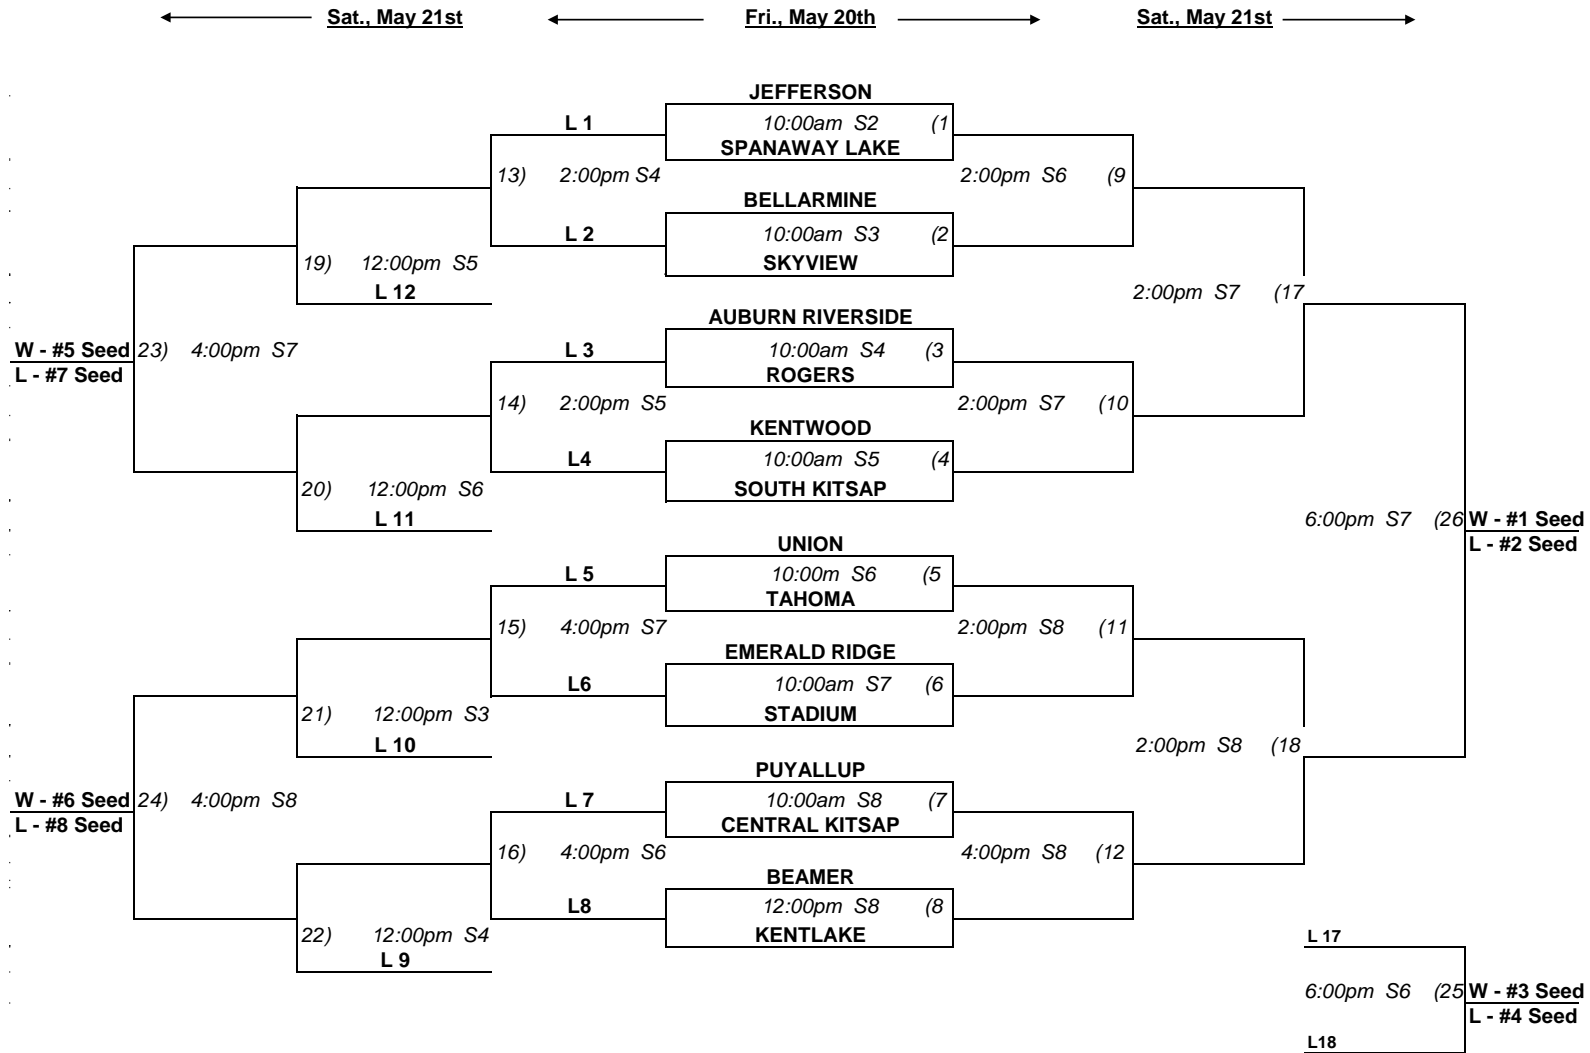 Sat., May 21st Fri., May 20th Sat., May 21st
JEFFERSON
L 1 10:00am S2 (1
SPANAWAY LAKE
13) 2:00pm S4 2:00pm S6 (9
BELLARMINE
L 2 10:00am S3 (2
SKYVIEW
19) 12:00pm S5
L 12 2:00pm S7 (17
AUBURN RIVERSIDE
W - #5 Seed 23) 4:00pm S7 L 3 10:00am S4 (3
L - #7 Seed ROGERS
14) 2:00pm S5 2:00pm S7 (10
KENTWOOD
L4 10:00am S5 (4
SOUTH KITSAP
20) 12:00pm S6
L 11 6:00pm S7 (26 W - #1 Seed
L - #2 Seed
UNION
L 5 10:00m S6 (5
TAHOMA
15) 4:00pm S7 2:00pm S8 (11
EMERALD RIDGE
L6 10:00am S7 (6
STADIUM
21) 12:00pm S3
L 10 2:00pm S8 (18
PUYALLUP
W - #6 Seed 24) 4:00pm S8 L 7 10:00am S8 (7
L - #8 Seed CENTRAL KITSAP
16) 4:00pm S6 4:00pm S8 (12
BEAMER
L8 12:00pm S8 (8
KENTLAKE
22) 12:00pm S4 L 17
L 9
6:00pm S6 (25 W - #3 Seed
L - #4 Seed
L18